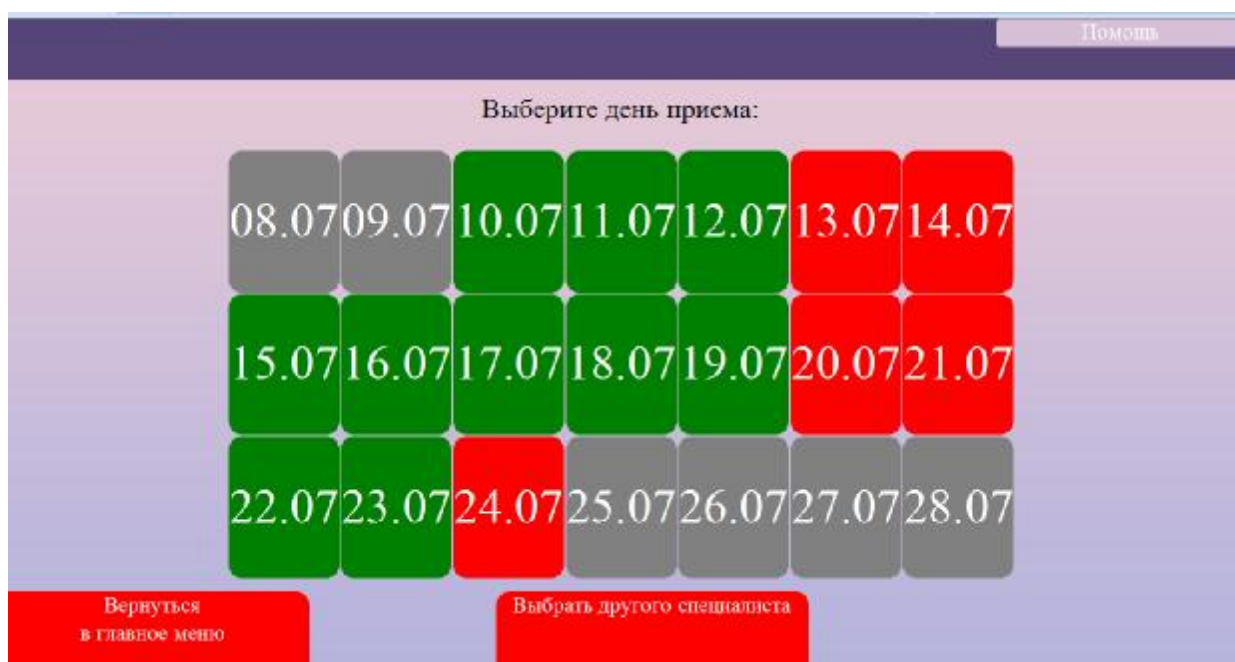 Помощь
Выберите день приема:
08.07 09.07 10.07 11.07 12.07 13.07 14.07
15.07 16.07 17.07 18.07 19.07 20.07 21.07
22.07 23.07 24.07 25.07 26.07 27.07 28.07
Вернуться
в главное меню
Выбрать другого специалиста